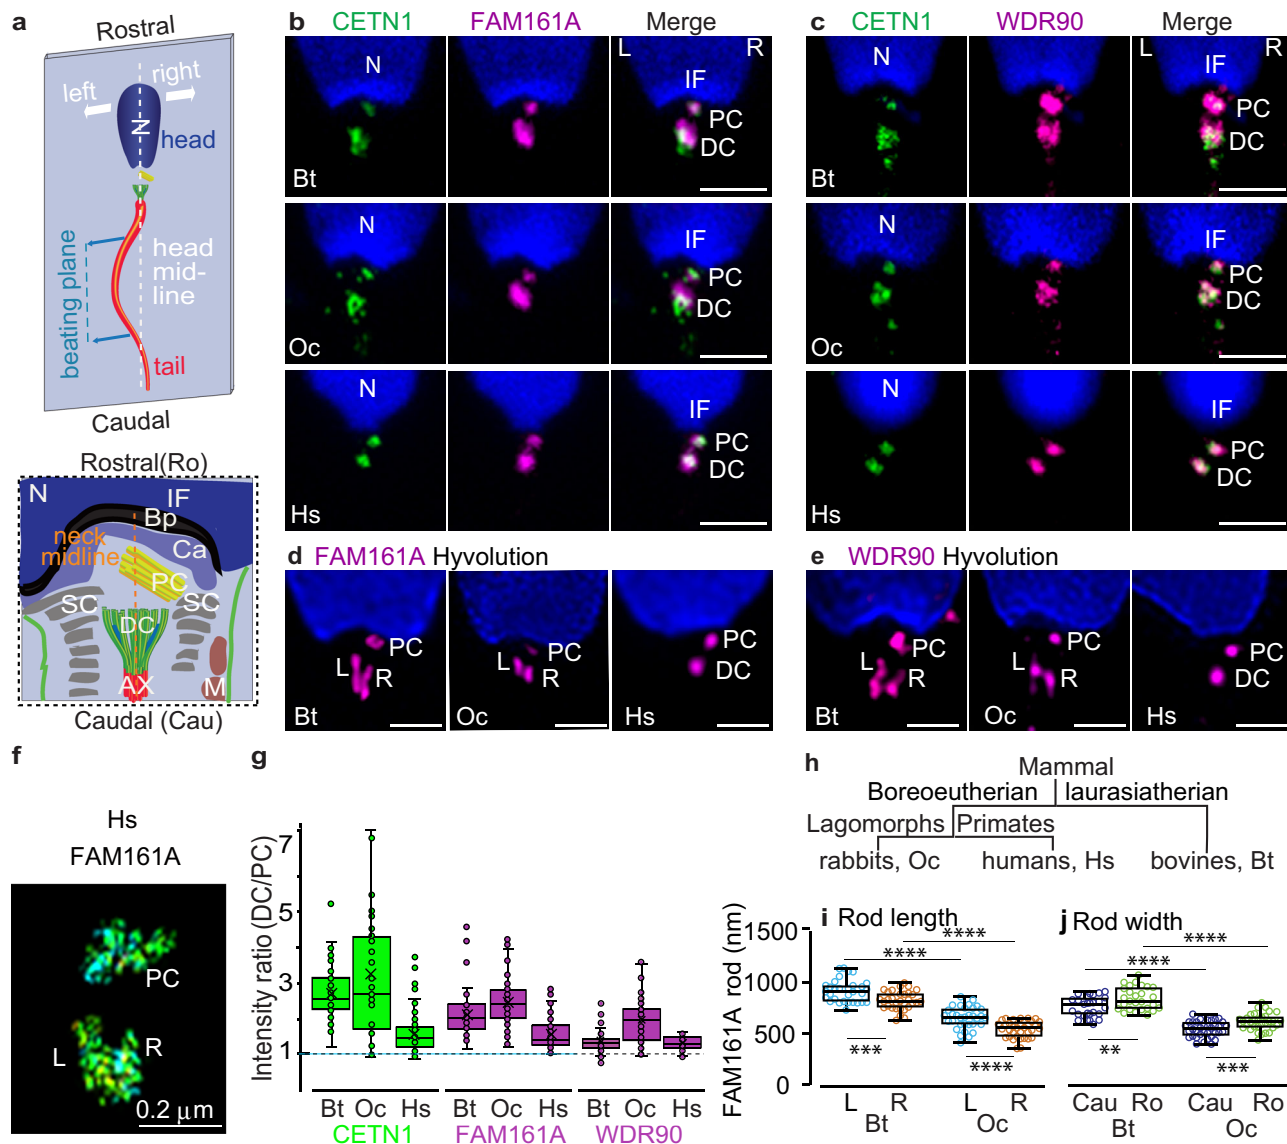 a
Rostral
left
right
N
head
head
mid-
line
beating plane
tail
Caudal
Rostral(Ro)
N
IF
Bp
neck
midline
Ca
PC
SC
SC
DC
AX
M
Caudal (Cau)
b
CETN1 FAM161A Merge
N
L R
IF
PC
DC
Bt
N
IF
PC
DC
Oc
N
IF
PC
DC
Hs
c
CETN1 WDR90 Merge
N
L R
IF
PC
DC
Bt
N
IF
PC
DC
Oc
N
IF
PC
DC
Hs
d
FAM161A Hyvolution
PC
L
R
Bt
PC
L
R
Oc
PC
DC
Hs
e
WDR90 Hyvolution
PC
L
R
Bt
PC
L
R
Oc
PC
DC
Hs
f
Hs
FAM161A
PC
L
R
0.2 μm
g
Intensity ratio (DC/PC)
7
5
3
1
Bt Oc Hs Bt Oc Hs Bt Oc Hs
CETN1 FAM161A WDR90
h
Mammal
Boreoeutherian laurasiatherian
Lagomorphs Primates
rabbits, Oc humans, Hs bovines, Bt
i Rod length
FAM161A rod (nm)
1500
1000
500
0
****
****
***
****
L R L R
Bt Oc
j Rod width
****
****
**
***
Cau Ro Cau Ro
Bt Oc